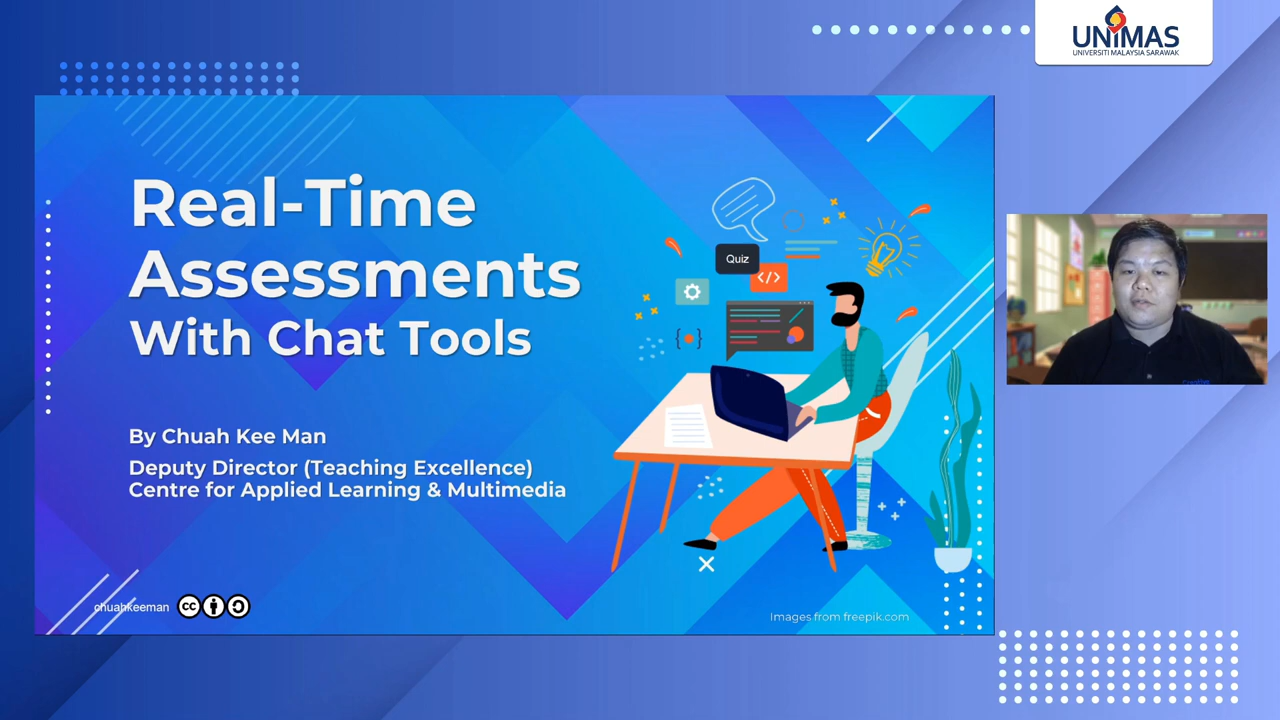 UNIMAS
UNIVERSITI MALAYSIA SARAWAK
Real-Time
Assessments
With Chat Tools
Quiz
</>
{ }
By Chuah Kee Man
Deputy Director (Teaching Excellence)
Centre for Applied Learning & Multimedia
chuahkeeman
cc
Images from freepik.com